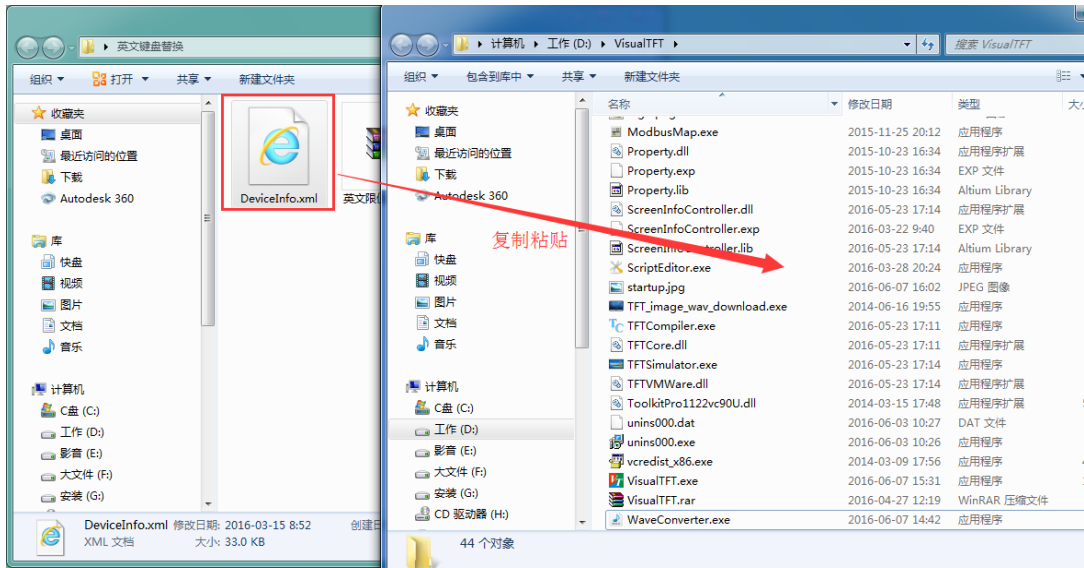 英文键盘替换
组织 打开 共享 新建文件夹
收藏夹
桌面
最近访问的位置
下载
Autodesk 360
库
快盘
视频
图片
文档
音乐
计算机
C盘 (C:)
工作 (D:)
影音 (E:)
大文件 (F:)
安装 (G:)
DeviceInfo.xml
DeviceInfo.xml 修改日期: 2016-03-15 8:52
XML 文档 大小: 33.0 KB
复制粘贴
计算机 工作 (D:) VisualTFT
搜索 VisualTFT
组织 包含到库中 共享 新建文件夹
收藏夹
桌面
最近访问的位置
下载
Autodesk 360
库
快盘
视频
图片
文档
音乐
计算机
C盘 (C:)
工作 (D:)
影音 (E:)
大文件 (F:)
安装 (G:)
CD 驱动器 (H:)
名称 修改日期 类型
ModbusMap.exe 2015-11-25 20:12 应用程序
Property.dll 2015-10-23 16:34 应用程序扩展
Property.exp 2015-10-23 16:34 EXP 文件
Property.lib 2015-10-23 16:34 Altium Library
ScreenInfoController.dll 2016-05-23 17:14 应用程序扩展
ScreenInfoController.exp 2016-03-22 9:40 EXP 文件
ScreenInfoController.lib 2016-05-23 17:14 Altium Library
ScriptEditor.exe 2016-03-28 20:24 应用程序
startup.jpg 2016-06-07 16:02 JPEG 图像
TFT_image_wav_download.exe 2014-06-16 19:55 应用程序
TFTCompiler.exe 2016-05-23 17:11 应用程序
TFTCore.dll 2016-05-23 17:11 应用程序扩展
TFTSimulator.exe 2016-05-23 17:14 应用程序
TFTVMWare.dll 2016-05-23 17:14 应用程序扩展
ToolkitPro1122vc90U.dll 2014-03-15 17:48 应用程序扩展
unins000.dat 2016-06-03 10:27 DAT 文件
unins000.exe 2016-06-03 10:26 应用程序
vcredist_x86.exe 2014-03-09 17:56 应用程序
VisualTFT.exe 2016-06-07 15:31 应用程序
VisualTFT.rar 2016-04-27 12:19 WinRAR 压缩文件
WaveConverter.exe 2016-06-07 14:42 应用程序
44 个对象